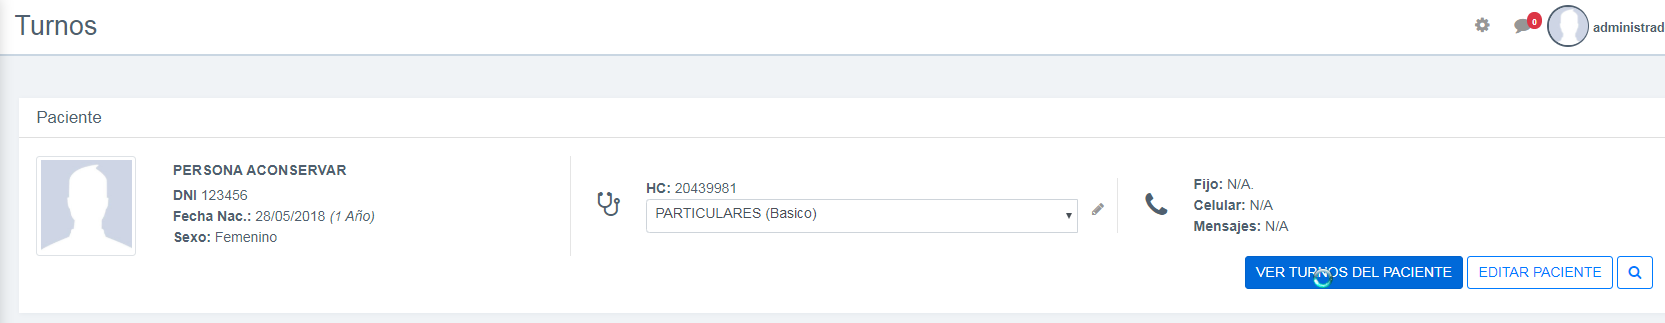 Turnos
0
administrad
Paciente
PERSONA ACONSERVAR
DNI 123456
Fecha Nac.: 28/05/2018 (1 Año)
Sexo: Femenino
HC: 20439981
PARTICULARES (Basico)
Fijo: N/A.
Celular: N/A
Mensajes: N/A
VER TURNOS DEL PACIENTE
EDITAR PACIENTE